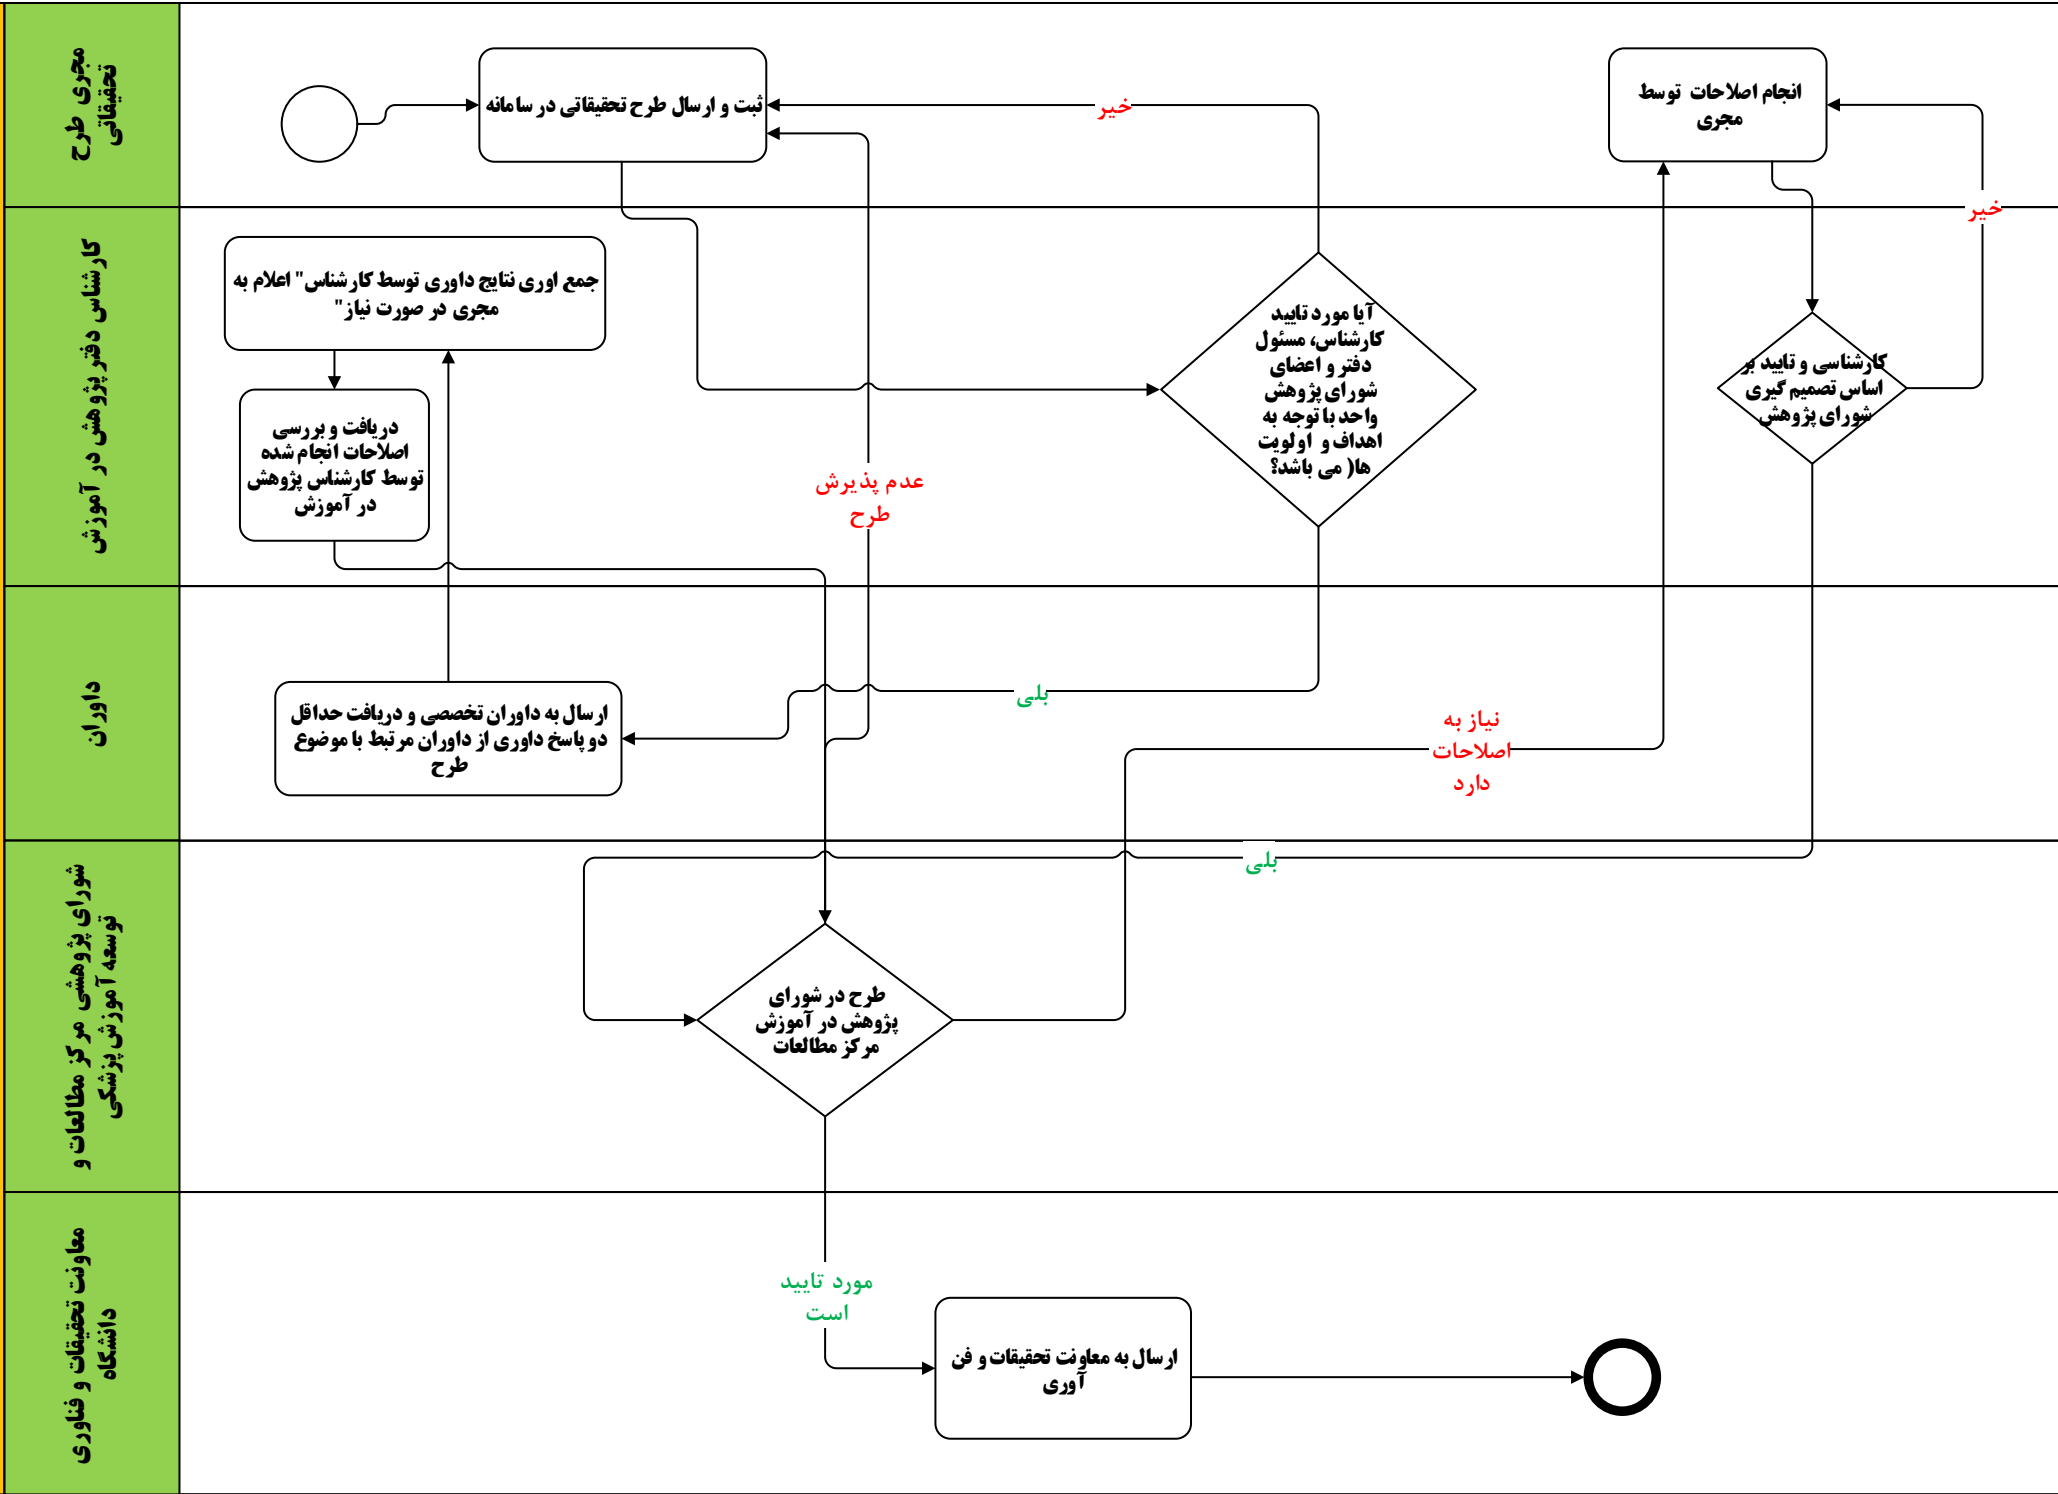 مجری طرح
تحقیقاتی
ثبت و ارسال طرح تحقیقاتی در سامانه
خیر
انجام اصلاحات توسط
مجری
خیر
کارشناس دفتر پژوهش در آموزش
جمع اوری نتایج داوری توسط کارشناس" اعلام به
مجری در صورت نیاز"
دریافت و بررسی
اصلاحات انجام شده
توسط کارشناس پژوهش
در آموزش
عدم پذیرش
طرح
آیا مورد تایید
کارشناس، مسئول
دفتر و اعضای
شورای پژوهش
واحد با توجه به
اهداف و اولویت
ها( می باشد؟
کارشناسی و تایید بر
اساس تصمیم گیری
شورای پژوهش
داوران
ارسال به داوران تخصصی و دریافت حداقل
دو پاسخ داوری از داوران مرتبط با موضوع
طرح
بلی
نیاز به
اصلاحات
دارد
شورای پژوهشی مرکز مطالعات و
توسعه آموزش پزشکی
بلی
طرح در شورای
پژوهش در آموزش
مرکز مطالعات
معاونت تحقیقات و فناوری
دانشگاه
مورد تایید
است
ارسال به معاونت تحقیقات و فن
آوری